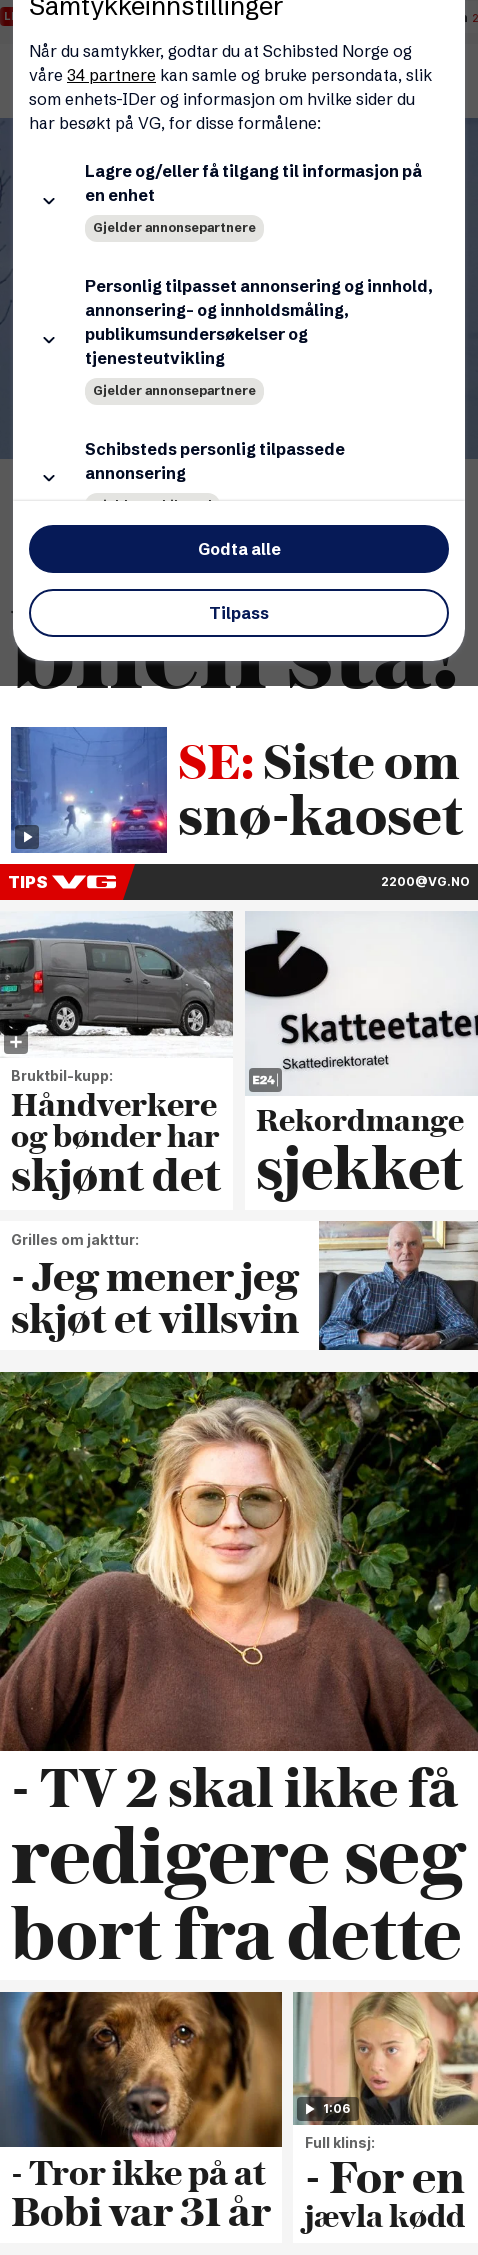 Samtykkeinnstillinger
Når du samtykker, godtar du at Schibsted Norge og
våre 34 partnere kan samle og bruke persondata, slik
som enhets-IDer og informasjon om hvilke sider du
har besøkt på VG, for disse formålene:
Lagre og/eller få tilgang til informasjon på
en enhet
Gjelder annonsepartnere
Personlig tilpasset annonsering og innhold,
annonsering- og innholdsmåling,
publikumsundersøkelser og
tjenesteutvikling
Gjelder annonsepartnere
Schibsteds personlig tilpassede
annonsering
Godta alle
Tilpass
bilen stå!
SE: Siste om
snø-kaoset
TIPS VG
2200@VG.NO
Bruktbil-kupp:
Håndverkere
og bønder har
skjønt det
Skatteetaten
Skattedirektoratet
E24
Rekordmange
sjekket
Grilles om jakttur:
- Jeg mener jeg
skjøt et villsvin
- TV 2 skal ikke få
redigere seg
bort fra dette
- Tror ikke på at
Bobi var 31 år
1:06
Full klinsj:
- For en
jævla kødd